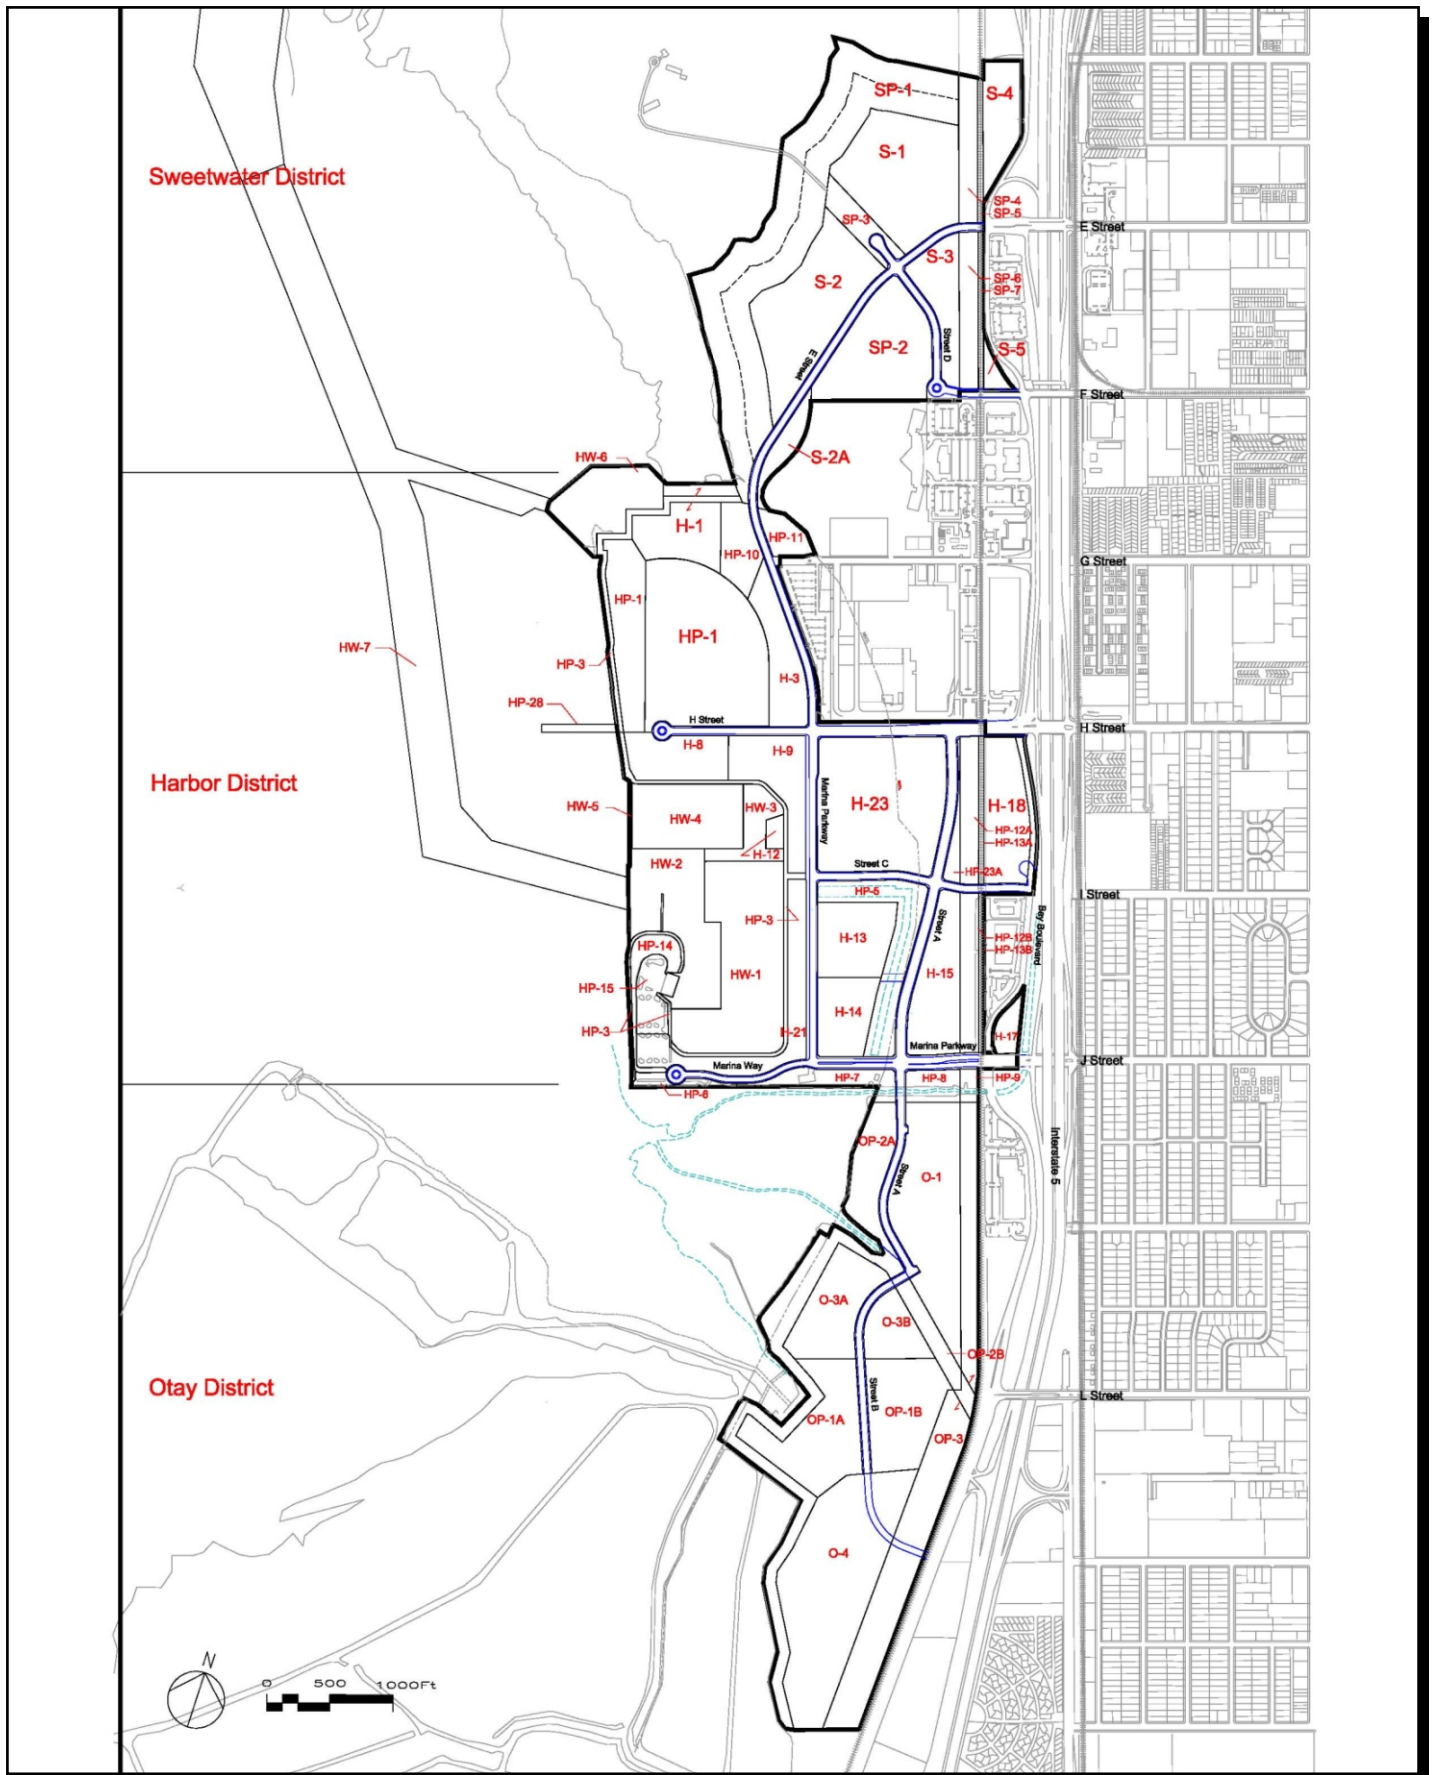 SP-1
S-4
S-1
Sweetwater District
SP-4
SP-5
SP-3
E Street
S-3
S-2
SP-6
SP-7
SP-2
Street D
S-5
E Street
F Street
S-2A
HW-6
H-1
HP-11
HP-10
G Street
HP-1
HP-1
HW-7
HP-3
H-3
HP-28
H Street
H Street
H-8
H-9
Harbor District
Marina Parkway
H-23
H-18
HW-5
HW-3
HW-4
HP-12A
HP-13A
H-12
HW-2
Street C
HP-23A
HP-5
I Street
HP-3
Street A
Bay Boulevard
H-13
HP-12B
HP-14
HP-13B
HW-1
H-15
HP-15
H-14
HP-3
H-21
H-17
Marina Parkway
Marina Way
J Street
HP-7
HP-8
HP-9
HP-6
OP-2A
Interstate 5
Street A
O-1
O-3A
O-3B
OP-2B
Otay District
Street B
L Street
OP-1A
OP-1B
OP-3
O-4
N
0 500 1000Ft